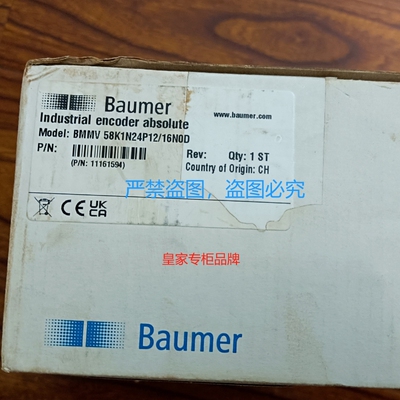 Baumer
www.baumer.com
Industrial encoder absolute
Model: BMMV 58K1N24P12/16N0D
P/N:
(P/N: 11161594)
Rev: Qty: 1 ST
Country of Origin: CH
严禁盗图，盗图必究
CE UK CA
皇家专柜品牌
Baumer